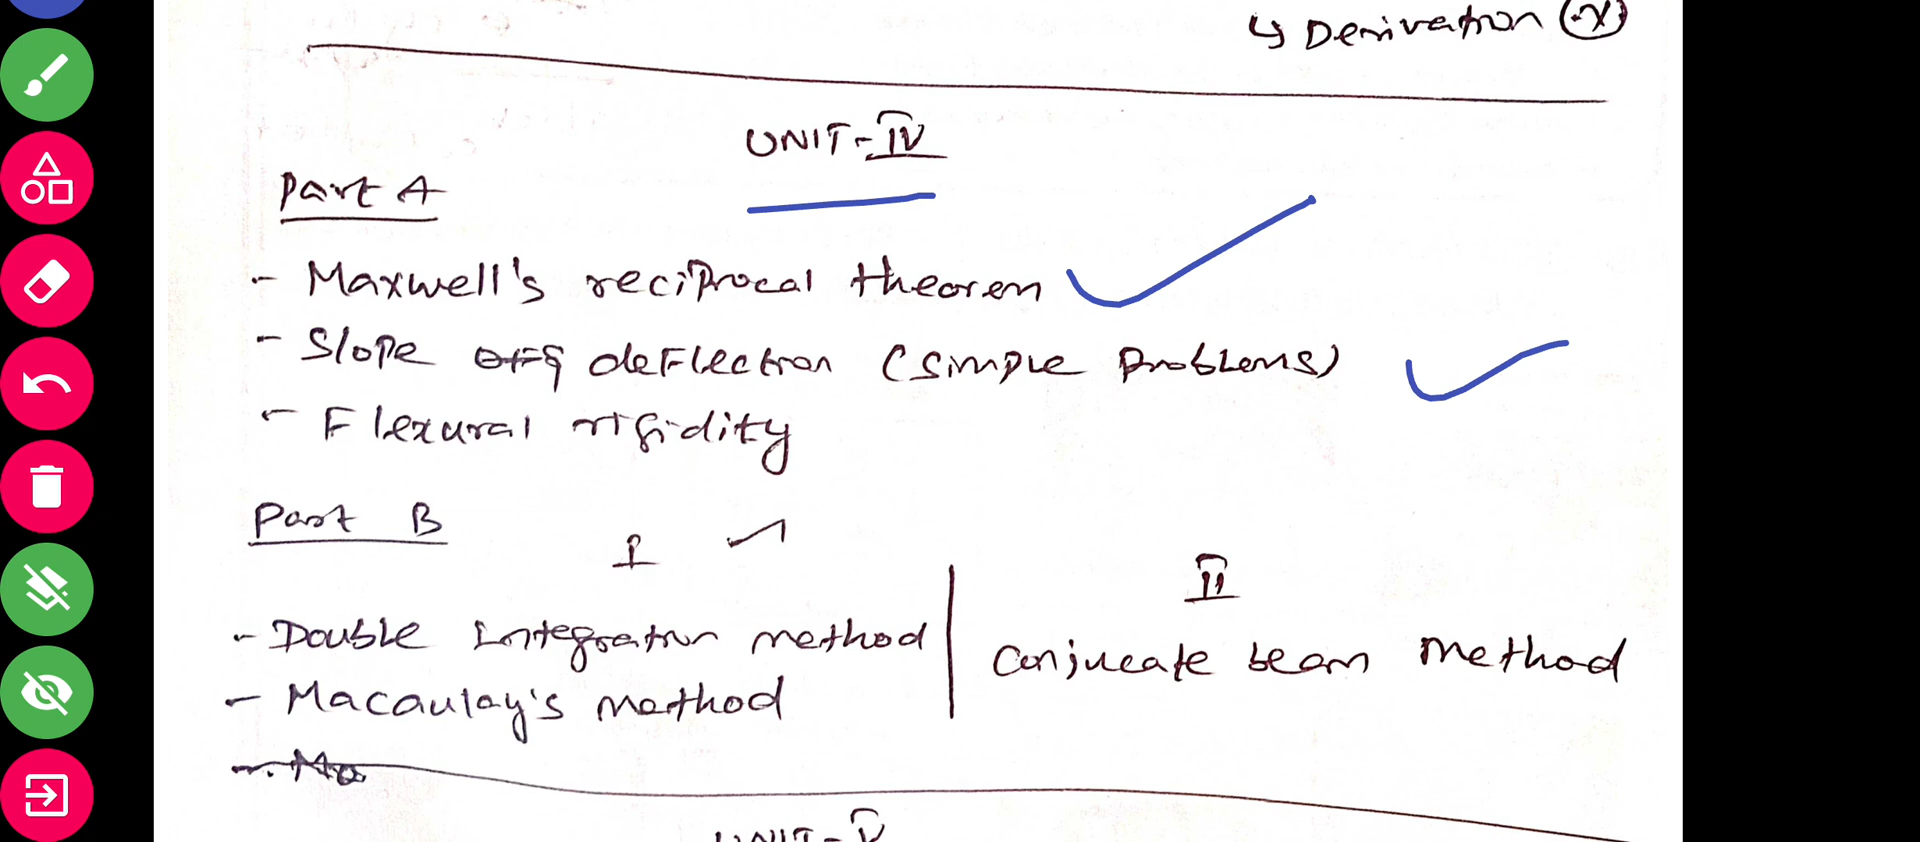 ↳ Derivation (x)
UNIT-IV
Part A
- Maxwell's reciprocal theorem
- Slope & deflection (simple problems)
- Flexural rigidity
Part B
I
II
- Double Integration method
conjucate beam method
- Macaulay's method
UNIT-V